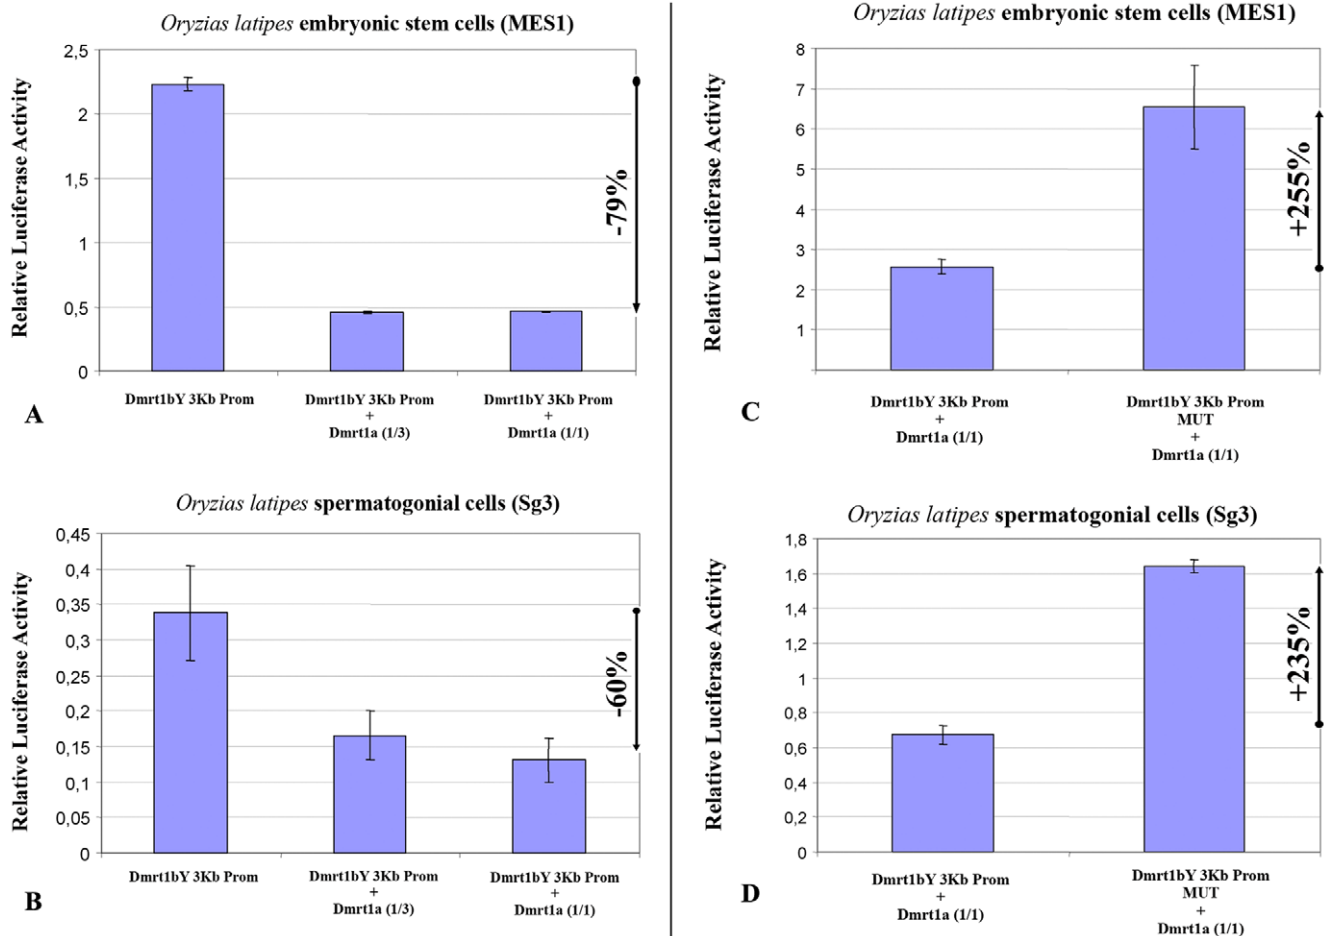 Oryzias latipes embryonic stem cells (MES1)
Relative Luciferase Activity
2,5
2
1,5
1
0,5
0
-79%
Dmrt1bY 3Kb Prom
Dmrt1bY 3Kb Prom
+
Dmrt1a (1/3)
Dmrt1bY 3Kb Prom
+
Dmrt1a (1/1)
A
Oryzias latipes spermatogonial cells (Sg3)
Relative Luciferase Activity
0,45
0,4
0,35
0,3
0,25
0,2
0,15
0,1
0,05
0
-60%
Dmrt1bY 3Kb Prom
Dmrt1bY 3Kb Prom
+
Dmrt1a (1/3)
Dmrt1bY 3Kb Prom
+
Dmrt1a (1/1)
B
Oryzias latipes embryonic stem cells (MES1)
Relative Luciferase Activity
8
7
6
5
4
3
2
1
+255%
Dmrt1bY 3Kb Prom
+
Dmrt1a (1/1)
Dmrt1bY 3Kb Prom
MUT
+
Dmrt1a (1/1)
C
Oryzias latipes spermatogonial cells (Sg3)
Relative Luciferase Activity
1,8
1,6
1,4
1,2
1
0,8
0,6
0,4
0,2
0
+235%
Dmrt1bY 3Kb Prom
+
Dmrt1a (1/1)
Dmrt1bY 3Kb Prom
MUT
+
Dmrt1a (1/1)
D